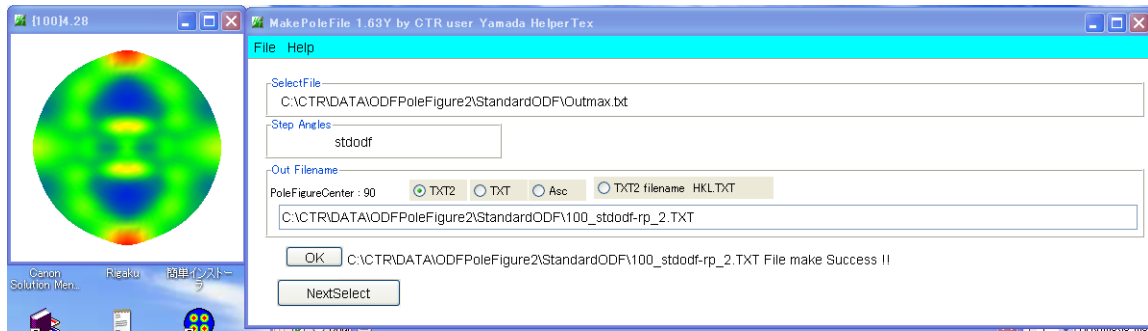 {100}4.28
MakePoleFile 1.63Y by CTR user Yamada HelperTex
File Help
SelectFile
C:\CTR\DATA\ODFPoleFigure2\StandardODF\Outmax.txt
Step Angles
stdodf
Out Filename
PoleFigureCenter : 90 TXT2 TXT Asc TXT2 filename HKL.TXT
C:\CTR\DATA\ODFPoleFigure2\StandardODF\100_stdodf-rp_2.TXT
OK C:\CTR\DATA\ODFPoleFigure2\StandardODF\100_stdodf-rp_2.TXT File make Success !!
NextSelect
Canon
Solution Men...
Rigaku
簡単インストー
ラ